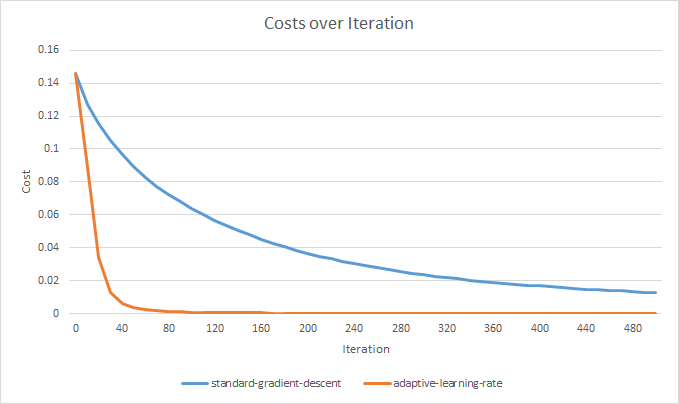 Costs over Iteration
0.16
0.14
0.12
0.1
0.08
0.06
0.04
0.02
0
Cost
0 40 80 120 160 200 240 280 320 360 400 440 480
Iteration
standard-gradient-descent adaptive-learning-rate